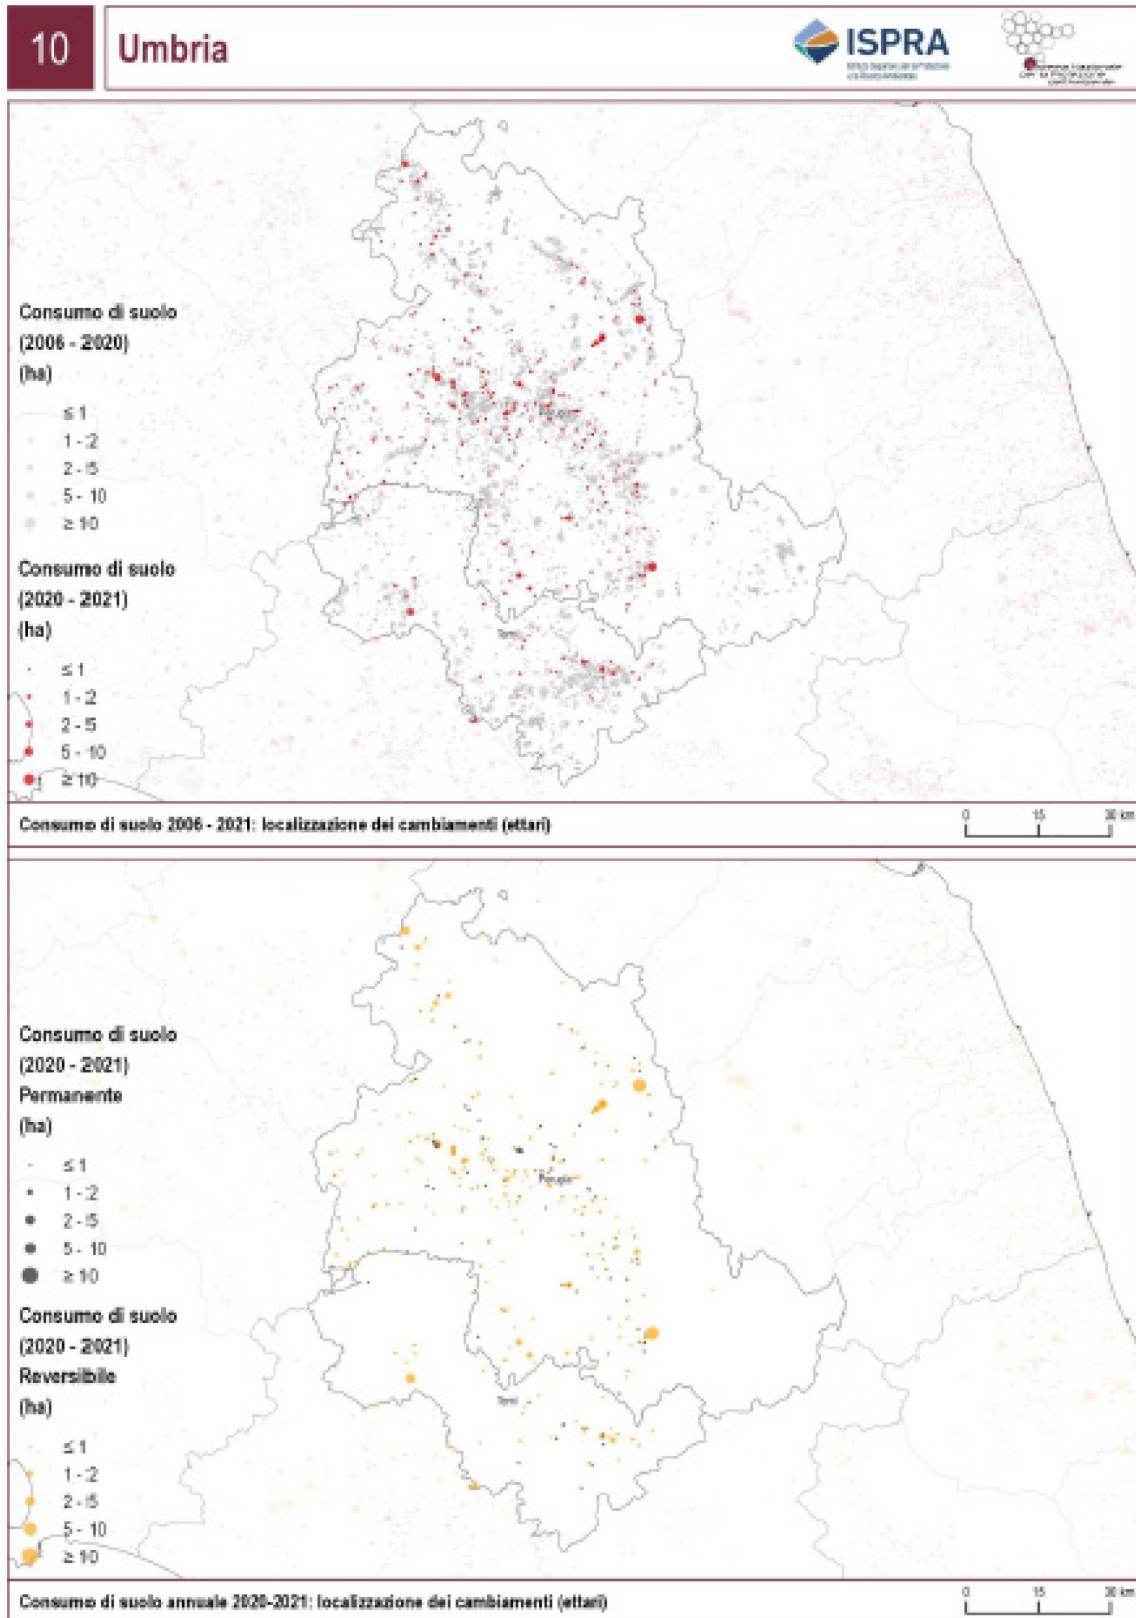 10
Umbria
ISPRA
Consumo di suolo
(2006 - 2020)
(ha)
≤ 1
1 - 2
2 - 5
5 - 10
≥ 10
Consumo di suolo
(2020 - 2021)
(ha)
≤ 1
1 - 2
2 - 5
5 - 10
≥ 10
Perugia
Terni
Consumo di suolo 2006 - 2021: localizzazione dei cambiamenti (ettari)
0 15 30 km
Consumo di suolo
(2020 - 2021)
Permanente
(ha)
≤ 1
1 - 2
2 - 5
5 - 10
≥ 10
Consumo di suolo
(2020 - 2021)
Reversibile
(ha)
≤ 1
1 - 2
2 - 5
5 - 10
≥ 10
Perugia
Terni
Consumo di suolo annuale 2020-2021: localizzazione dei cambiamenti (ettari)
0 15 30 km